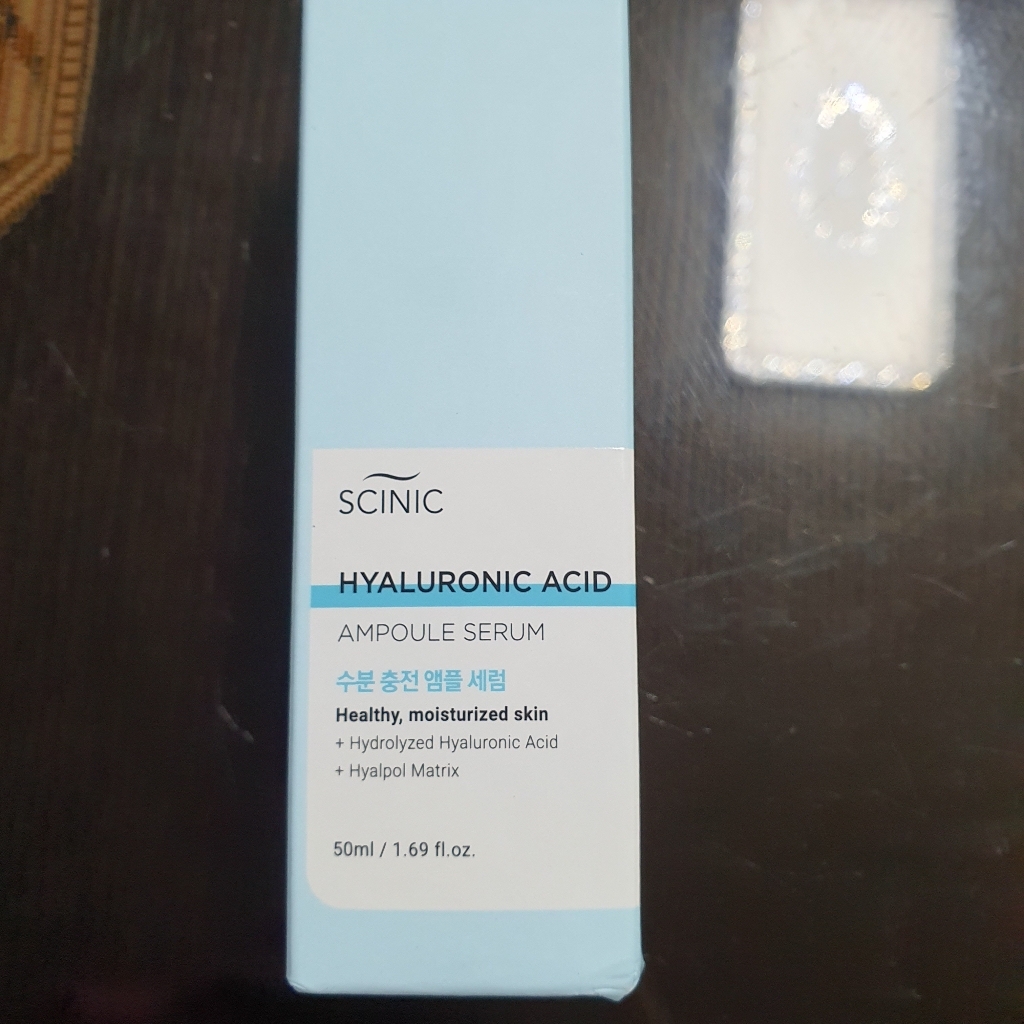 SCINIC
HYALURONIC ACID
AMPOULE SERUM
수분 충전 앰플 세럼
Healthy, moisturized skin
+ Hydrolyzed Hyaluronic Acid
+ Hyalpol Matrix
50ml / 1.69 fl.oz.